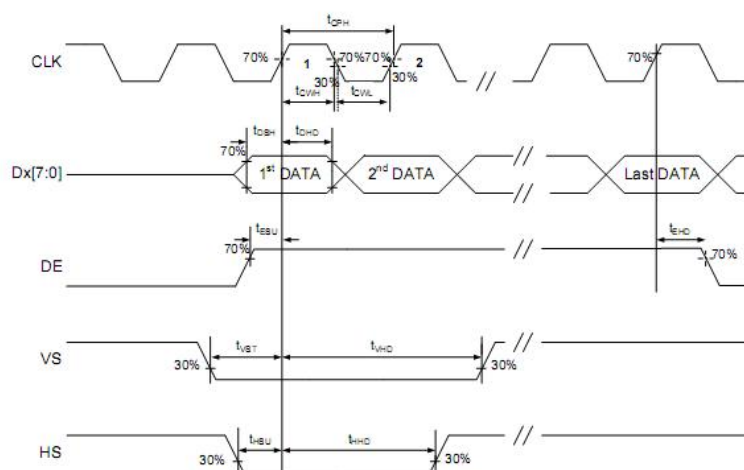 tCPH
CLK
70%
1
70%
70%
2
70%
30%
30%
tCWH
tCWL
tDSH
tDHD
70%
Dx[7:0]
1st DATA
2nd DATA
Last DATA
tESU
tEHD
70%
70%
DE
VS
tVST
tVHD
30%
30%
HS
tHSU
tHHD
30%
30%